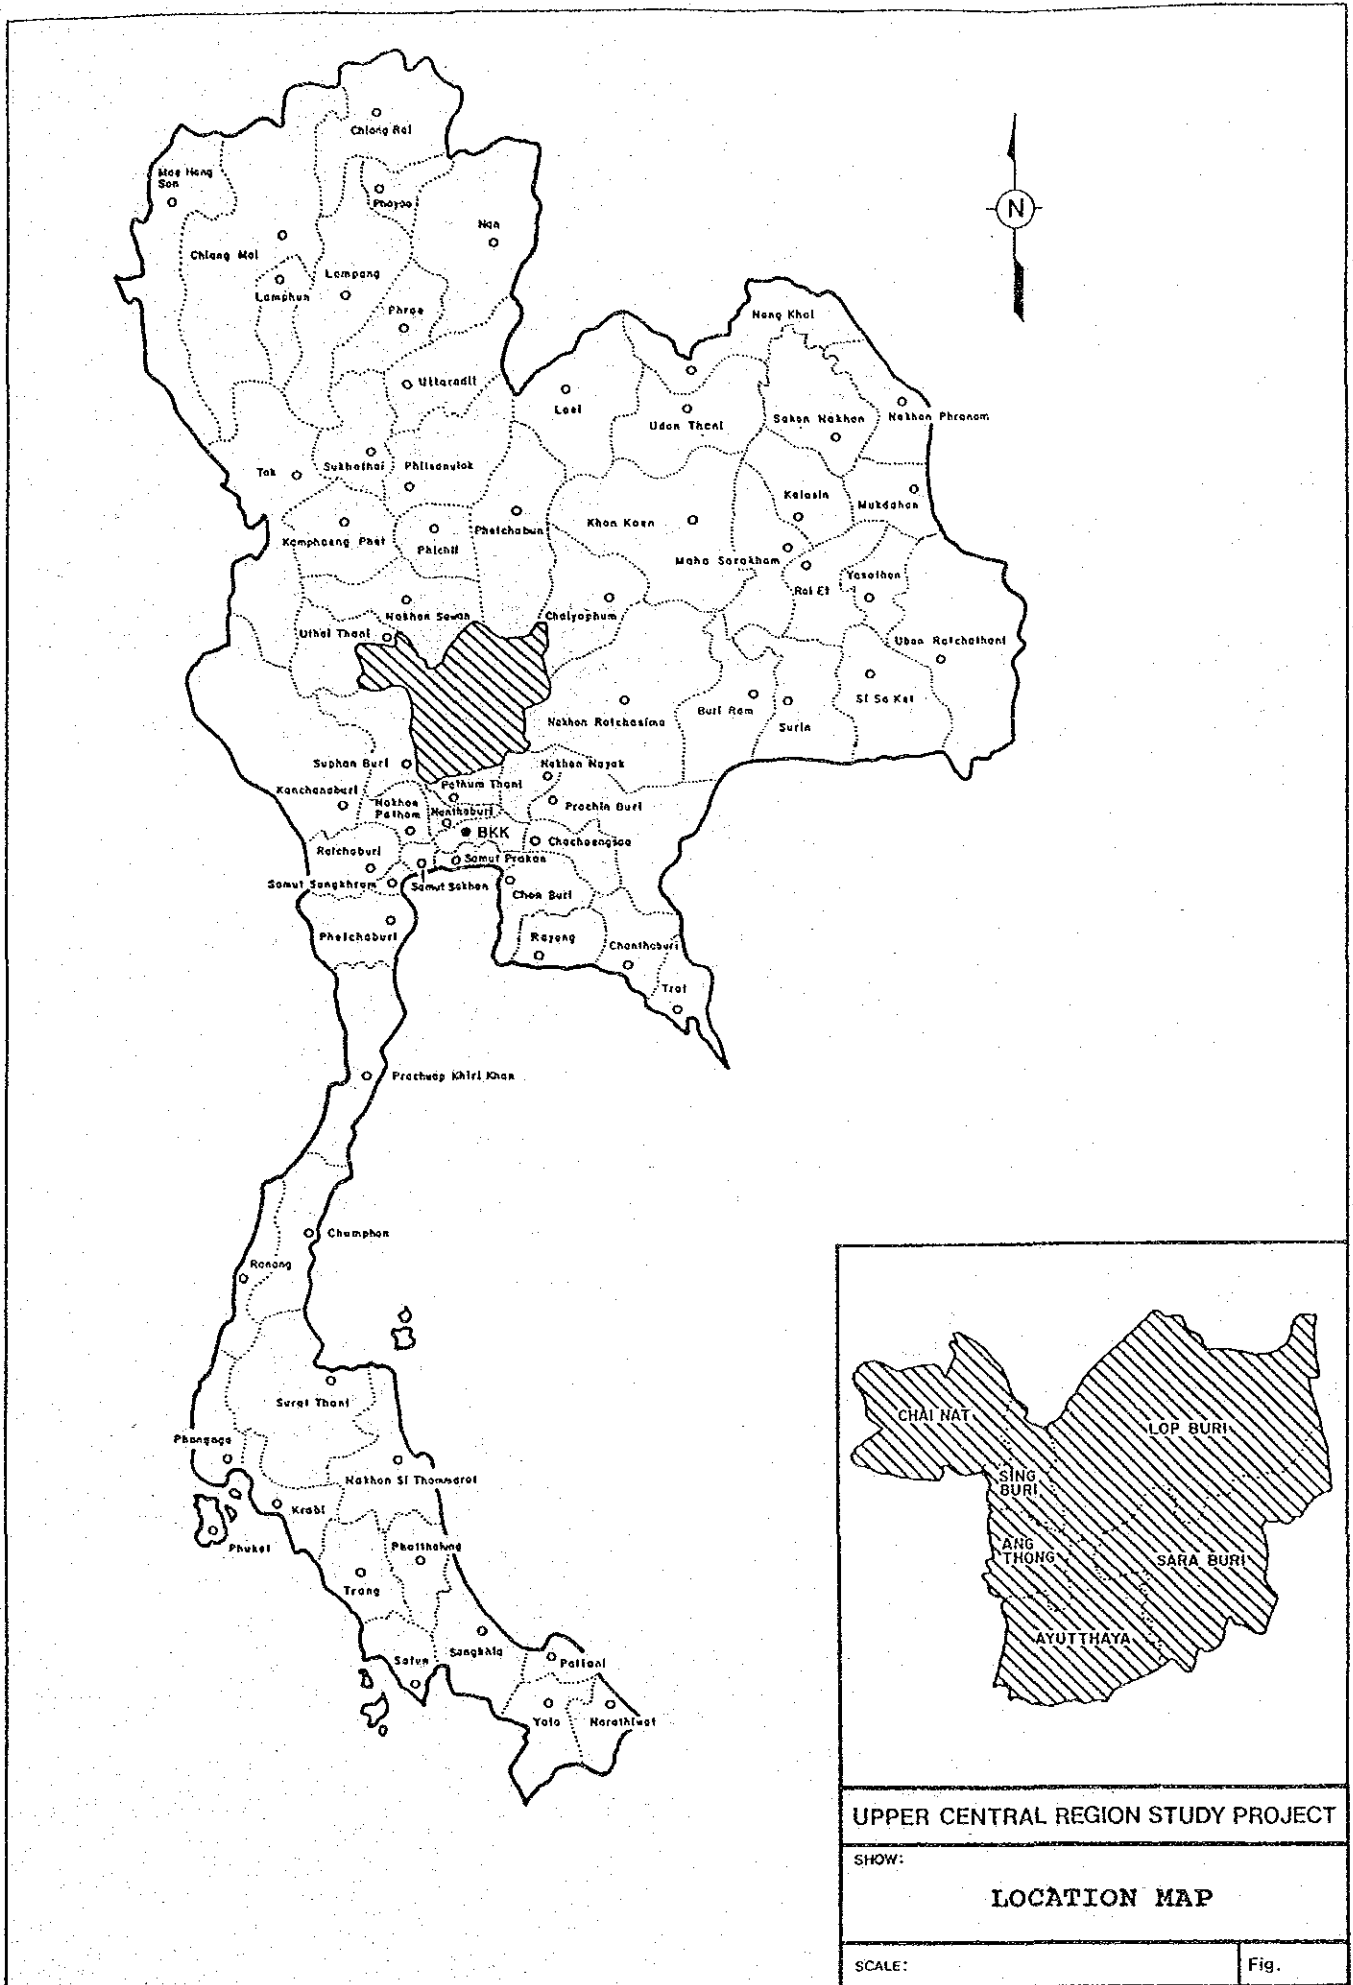 Chiang Rai
Mae Hong
Son
Phayao
Nan
Chiang Mai
Lampang
Lamphun
Phrae
Nong Khai
Uttaradit
Loei
Udon Thani
Sakon Nakhon
Nakhon Phranom
Tak
Sukhothai
Phitsanulok
Kalasin
Mukdahan
Kamphaeng Phet
Phichit
Phetchabun
Khon Kaen
Maha Sarakham
Roi Et
Yasothon
Nakhon Sawan
Chaiyaphum
Uthai Thani
Ubon Ratchathani
Si Sa Ket
Buri Ram
Surin
Nakhon Ratchasima
Suphan Buri
Nakhon Nayok
Kanchanaburi
Pathum Thani
Nakhon
Pathom
Nonthaburi
Prachin Buri
BKK
Chachoengsao
Ratchaburi
Samut Prakan
Samut Songkhram
Samut Sakhon
Chon Buri
Phetchaburi
Rayong
Chanthaburi
Trat
Prachuap Khiri Khan
Chumphon
Ranong
Surat Thani
Phangnga
Nakhon Si Thammarat
Krabi
Phuket
Phatthalung
Trang
Satun
Songkhla
Pattani
Yala
Narathiwat
N
CHAI NAT
LOP BURI
SING
BURI
ANG
THONG
SARA BURI
AYUTTHAYA
UPPER CENTRAL REGION STUDY PROJECT
SHOW:
LOCATION MAP
SCALE:
Fig.